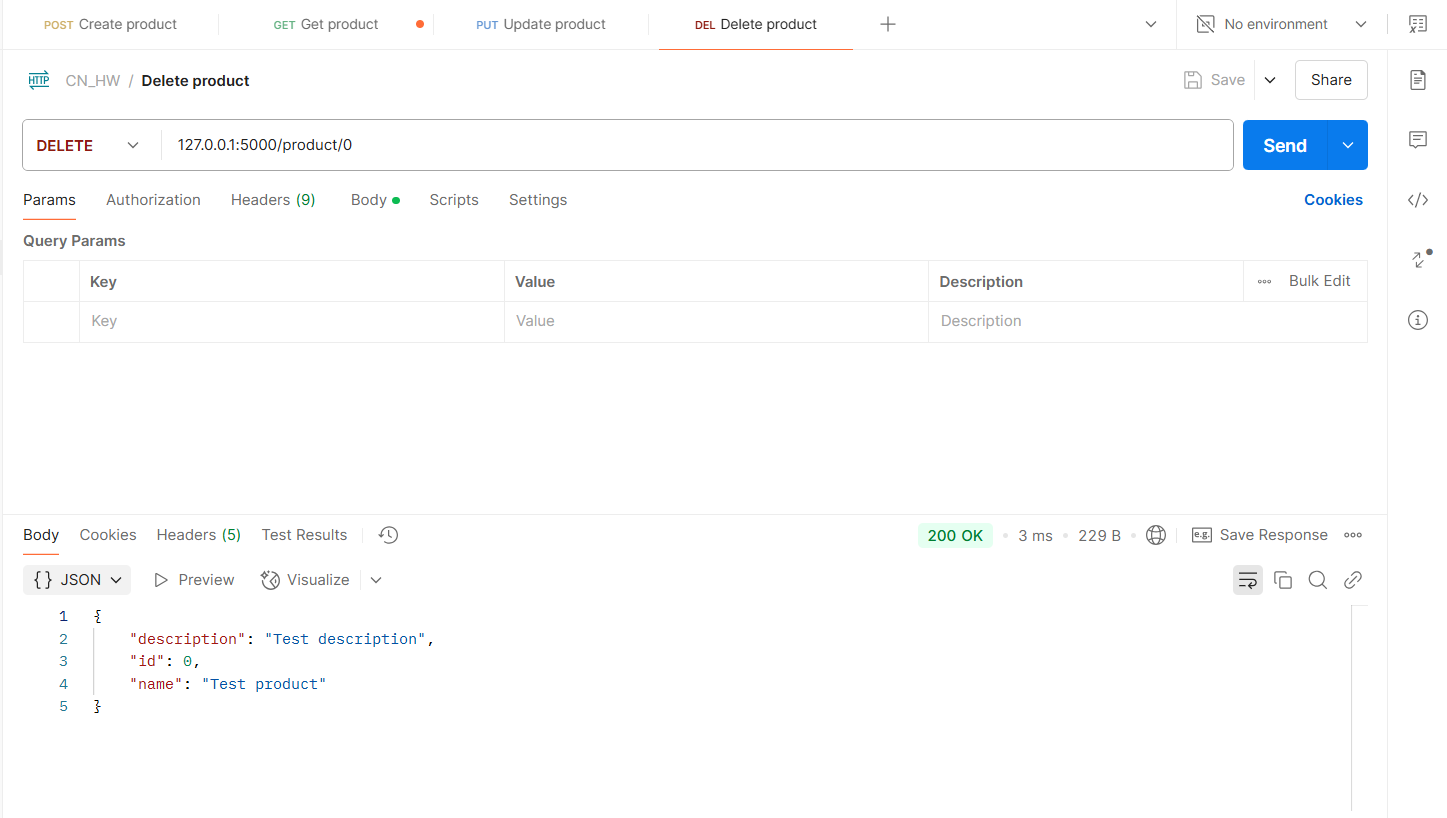 POST Create product GET Get product PUT Update product DEL Delete product No environment
HTTP CN_HW / Delete product Save Share
DELETE 127.0.0.1:5000/product/0 Send
Params Authorization Headers (9) Body Scripts Settings Cookies
Query Params
Key Value Description Bulk Edit
Key Value Description
Body Cookies Headers (5) Test Results 200 OK 3 ms 229 B e.g. Save Response
{} JSON Preview Visualize
1 {
2 "description": "Test description",
3 "id": 0,
4 "name": "Test product"
5 }